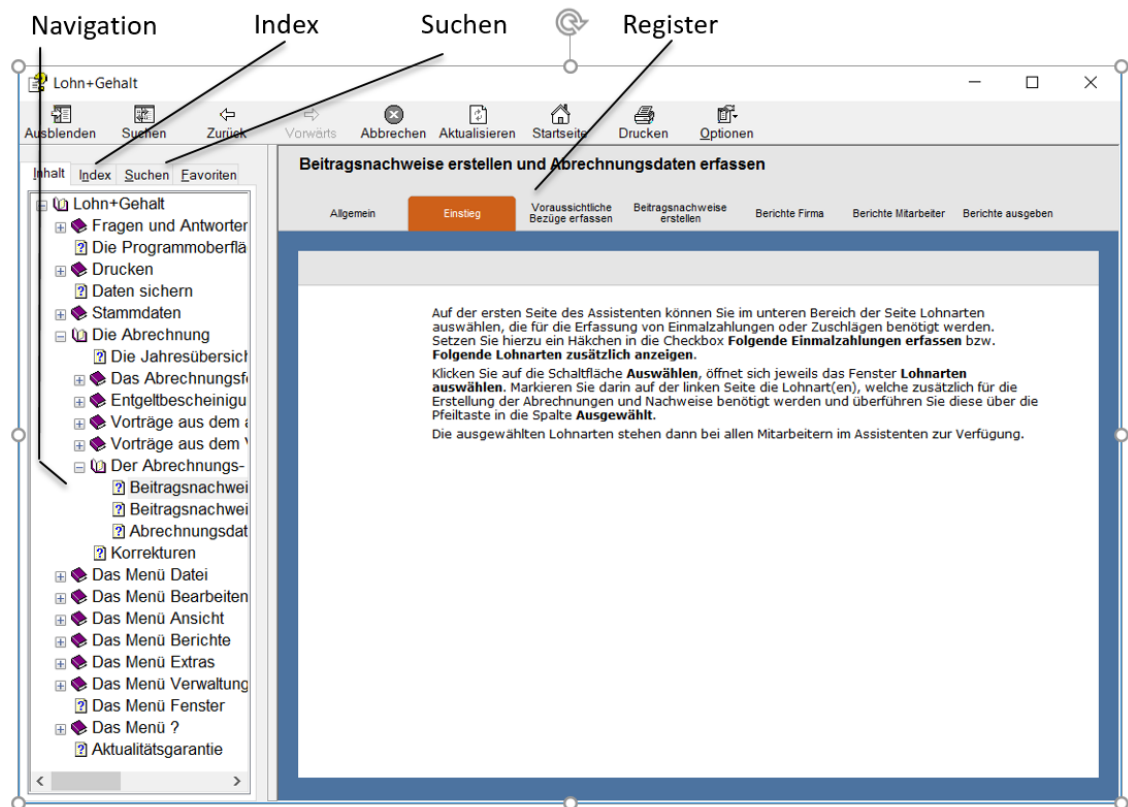 Navigation Index Suchen Register
Lohn+Gehalt
Ausblenden Suchen Zurück Vorwärts Abbrechen Aktualisieren Startseite Drucken Optionen
Inhalt Index Suchen Favoriten
Lohn+Gehalt
Fragen und Antworter
Die Programmoberflä
Drucken
Daten sichern
Stammdaten
Die Abrechnung
Die Jahresübersich
Das Abrechnungsf
Entgeltbescheinigu
Vorträge aus dem a
Vorträge aus dem V
Der Abrechnungs-
Beitragsnachwei
Beitragsnachwei
Abrechnungsdat
Korrekturen
Das Menü Datei
Das Menü Bearbeiten
Das Menü Ansicht
Das Menü Berichte
Das Menü Extras
Das Menü Verwaltung
Das Menü Fenster
Das Menü ?
Aktualitätsgarantie
Beitragsnachweise erstellen und Abrechnungsdaten erfassen
Allgemein Einstieg Voraussichtliche Bezüge erfassen Beitragsnachweise erstellen Berichte Firma Berichte Mitarbeiter Berichte ausgeben
Auf der ersten Seite des Assistenten können Sie im unteren Bereich der Seite Lohnarten
auswählen, die für die Erfassung von Einmalzahlungen oder Zuschlägen benötigt werden.
Setzen Sie hierzu ein Häkchen in die Checkbox Folgende Einmalzahlungen erfassen bzw.
Folgende Lohnarten zusätzlich anzeigen.
Klicken Sie auf die Schaltfläche Auswählen, öffnet sich jeweils das Fenster Lohnarten
auswählen. Markieren Sie darin auf der linken Seite die Lohnart(en), welche zusätzlich für die
Erstellung der Abrechnungen und Nachweise benötigt werden und überführen Sie diese über die
Pfeiltaste in die Spalte Ausgewählt.
Die ausgewählten Lohnarten stehen dann bei allen Mitarbeitern im Assistenten zur Verfügung.